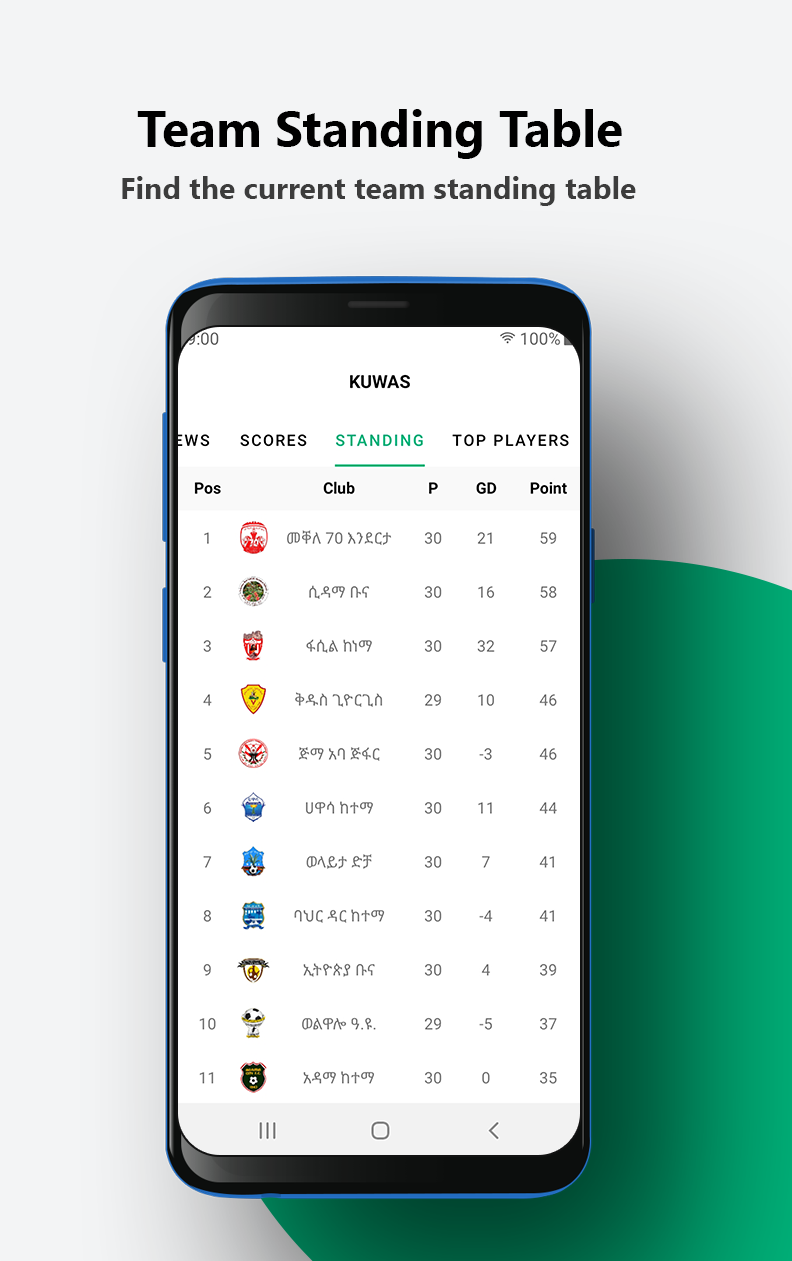 Team Standing Table
Find the current team standing table
9:00 100%
KUWAS
EWS SCORES STANDING TOP PLAYERS
Pos Club P GD Point
1 መቐለ 70 እንደርታ 30 21 59
2 ሲዳማ ቡና 30 16 58
3 ፋሲል ከነማ 30 32 57
4 ቅዱስ ጊዮርጊስ 29 10 46
5 ጅማ አባ ጅፋር 30 -3 46
6 ሀዋሳ ከተማ 30 11 44
7 ወላይታ ድቻ 30 7 41
8 ባህር ዳር ከተማ 30 -4 41
9 ኢትዮጵያ ቡና 30 4 39
10 ወልዋሎ ዓ.ዩ. 29 -5 37
11 አዳማ ከተማ 30 0 35